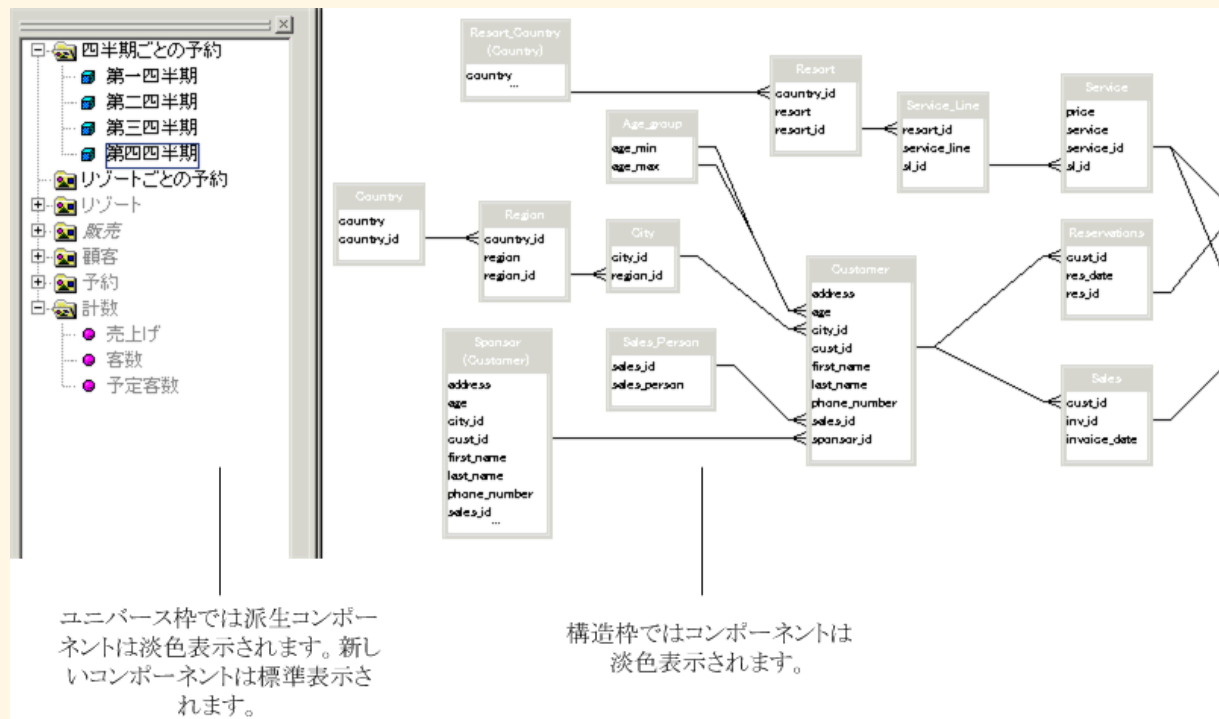 四半期ごとの予約
第一四半期
第二四半期
第三四半期
第四四半期
リゾートごとの予約
リゾート
販売
顧客
予約
計数
売上げ
客数
予定客数
Resort_Country
(Country)
country
...
Resort
country_id
resort
resort_id
Service_Line
resort_id
service_line
sl_id
Service
price
service
service_id
sl_id
Age_group
age_min
age_max
Country
country
country_id
Region
country_id
region
region_id
City
city_id
region_id
Customer
address
age
city_id
cust_id
first_name
last_name
phone_number
sales_id
sponsor_id
Reservations
cust_id
res_date
res_id
Sponsor
(Customer)
address
age
city_id
cust_id
first_name
last_name
phone_number
sales_id
...
Sales_Person
sales_id
sales_person
Sales
cust_id
inv_id
invoice_date
ユニバース枠では派生コンポー
ネントは淡色表示されます。新し
いコンポーネントは標準表示さ
れます。
構造枠ではコンポーネントは
淡色表示されます。